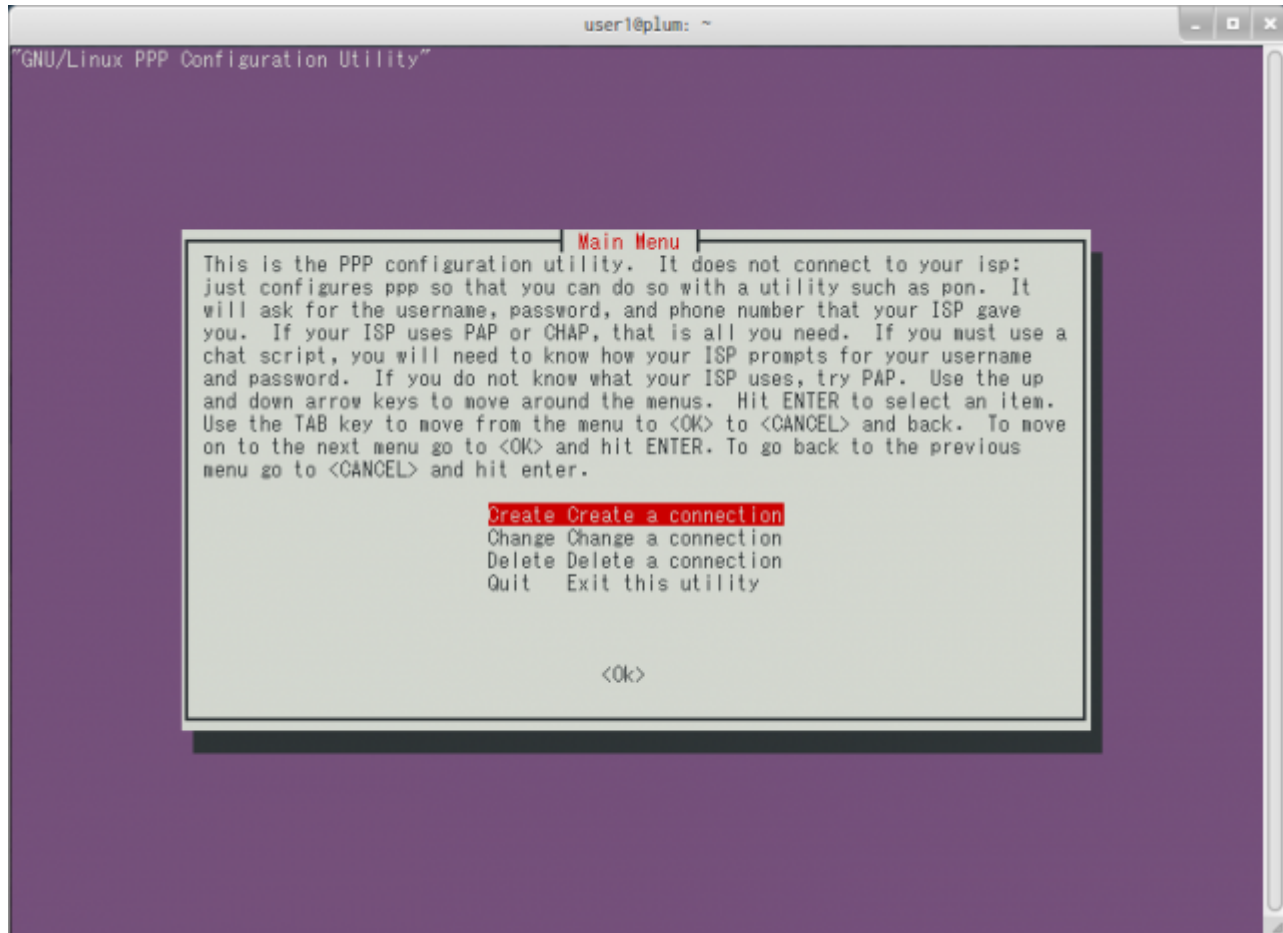 user1@plum: ~
"GNU/Linux PPP Configuration Utility"
Main Menu
This is the PPP configuration utility.  It does not connect to your isp:
just configures ppp so that you can do so with a utility such as pon.  It
will ask for the username, password, and phone number that your ISP gave
you.  If your ISP uses PAP or CHAP, that is all you need.  If you must use a
chat script, you will need to know how your ISP prompts for your username
and password.  If you do not know what your ISP uses, try PAP.  Use the up
and down arrow keys to move around the menus.  Hit ENTER to select an item.
Use the TAB key to move from the menu to <OK> to <CANCEL> and back.  To move
on to the next menu go to <OK> and hit ENTER. To go back to the previous
menu go to <CANCEL> and hit enter.
Create Create a connection
Change Change a connection
Delete Delete a connection
Quit   Exit this utility
<Ok>